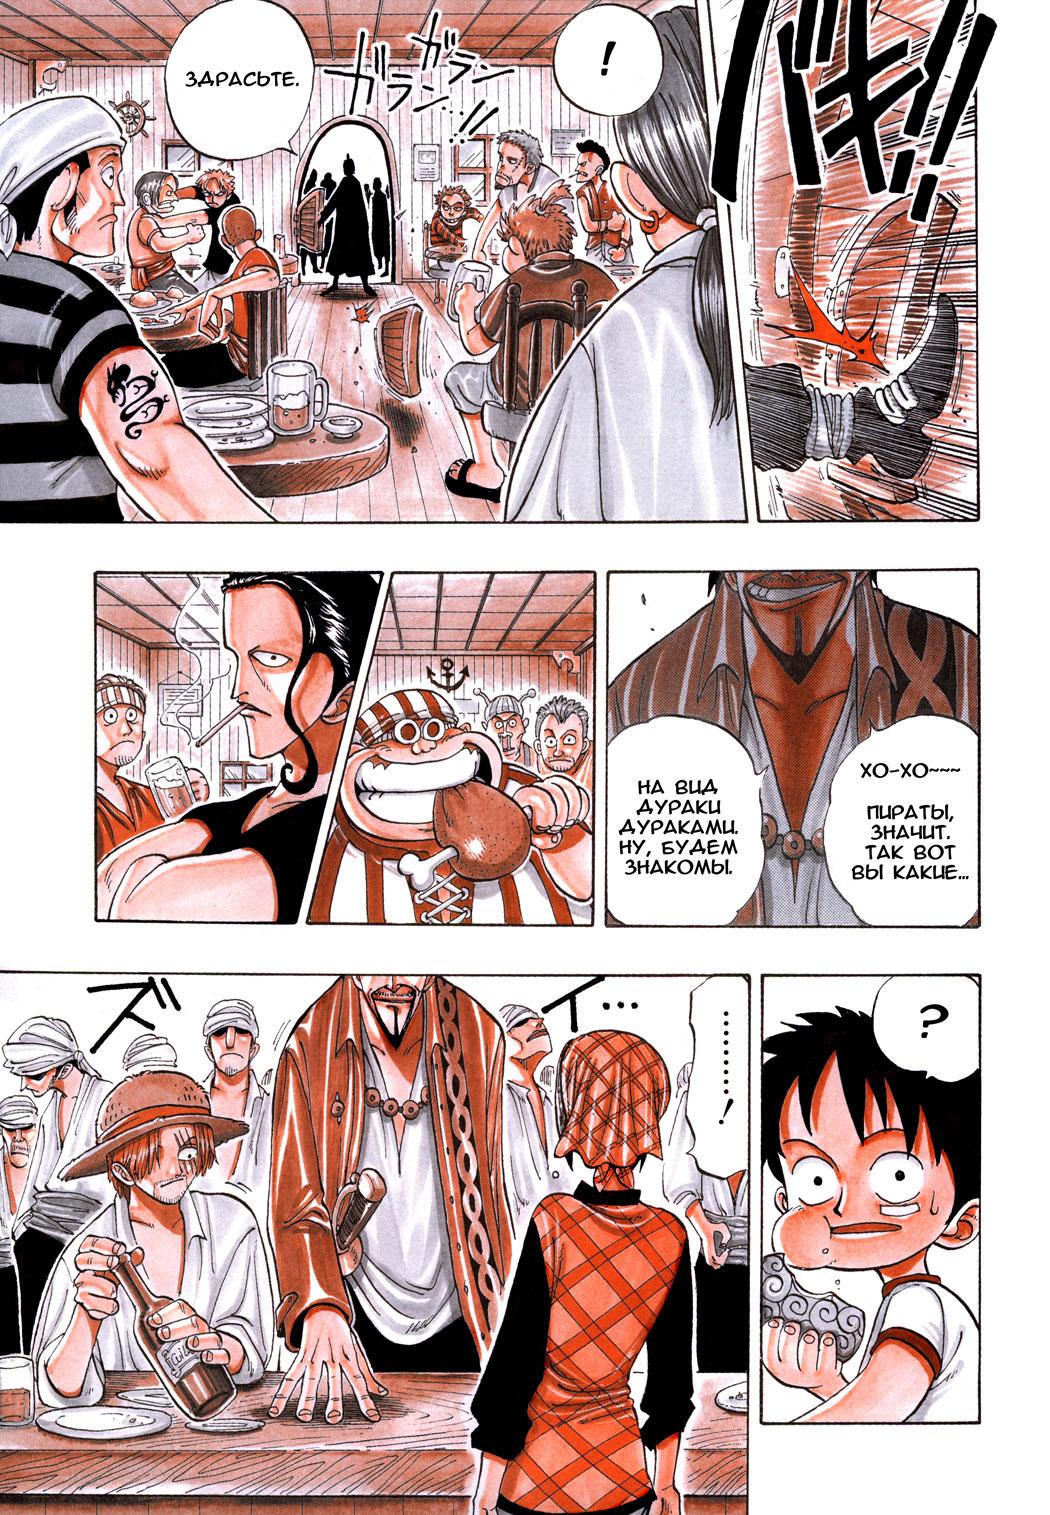 バキ!!
!
ガラン
ガラン...!!
ЗДРАСЬТЕ.
ХО-ХО~~~
ПИРАТЫ,
ЗНАЧИТ.
ТАК ВОТ
ВЫ КАКИЕ...
НА ВИД
ДУРАКИ
ДУРАКАМИ.
НУ, БУДЕМ
ЗНАКОМЫ.
?
.........!
ズイ...